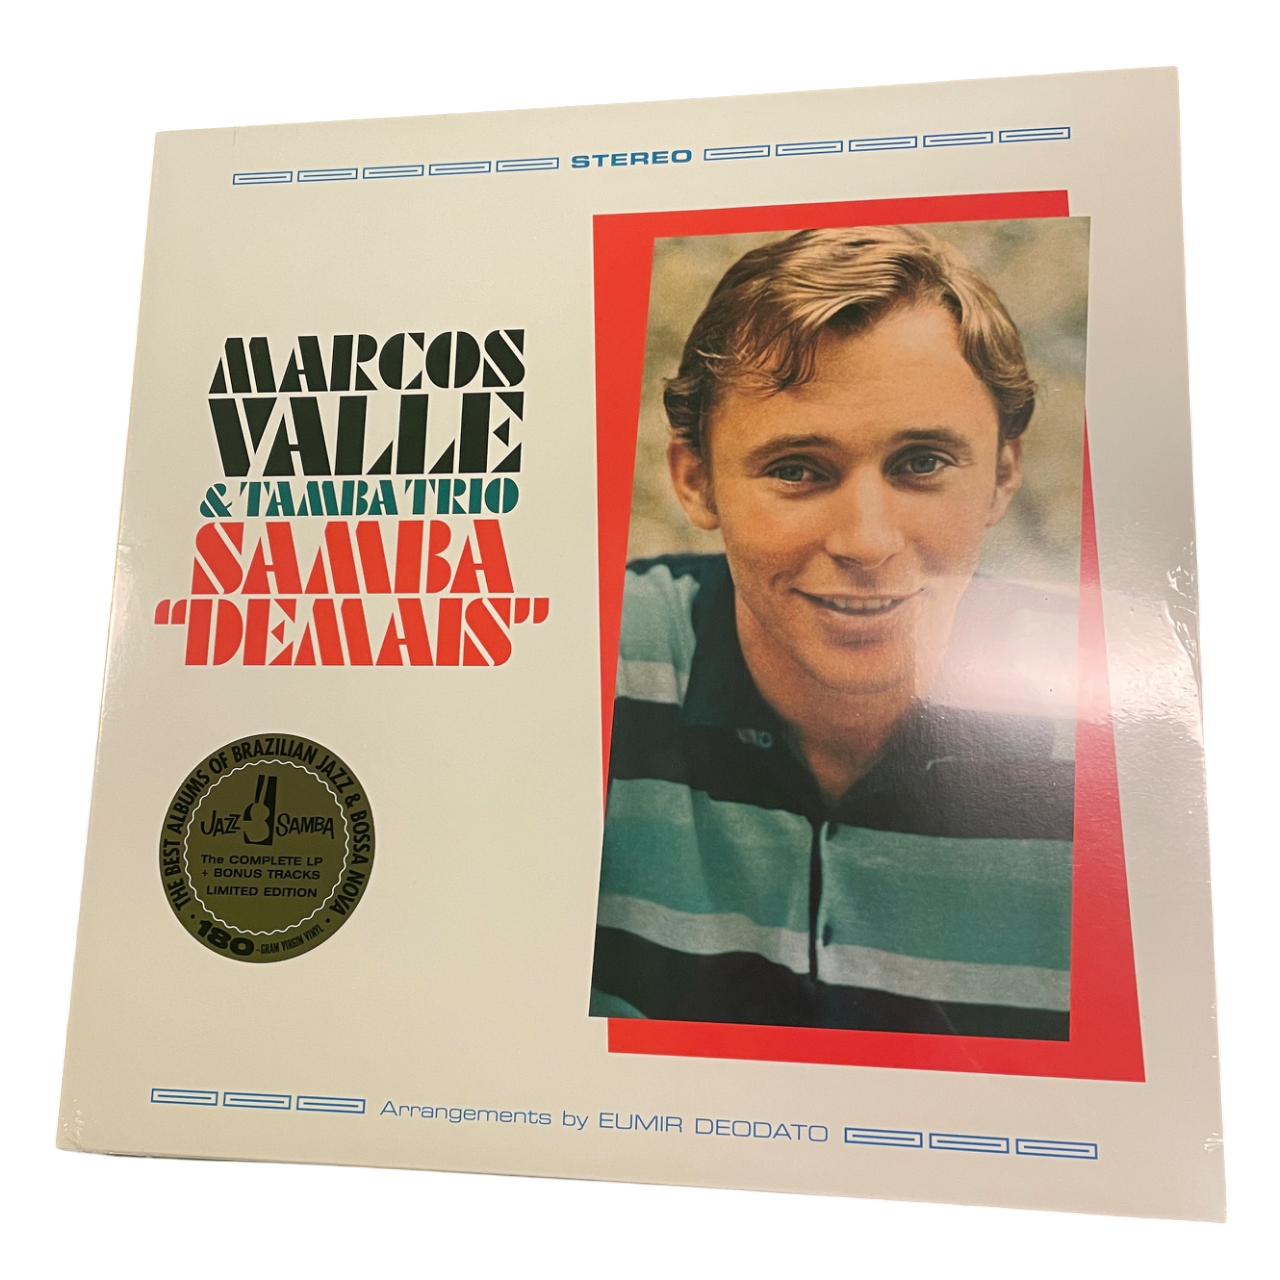 STEREO
MARCOS
VALLE
& TAMBA TRIO
SAMBA
“DEMAIS”
• THE BEST ALBUMS OF BRAZILIAN JAZZ & BOSSA NOVA •
JAZZ SAMBA
The COMPLETE LP
+ BONUS TRACKS
LIMITED EDITION
180-GRAM VIRGIN VINYL
Arrangements by EUMIR DEODATO